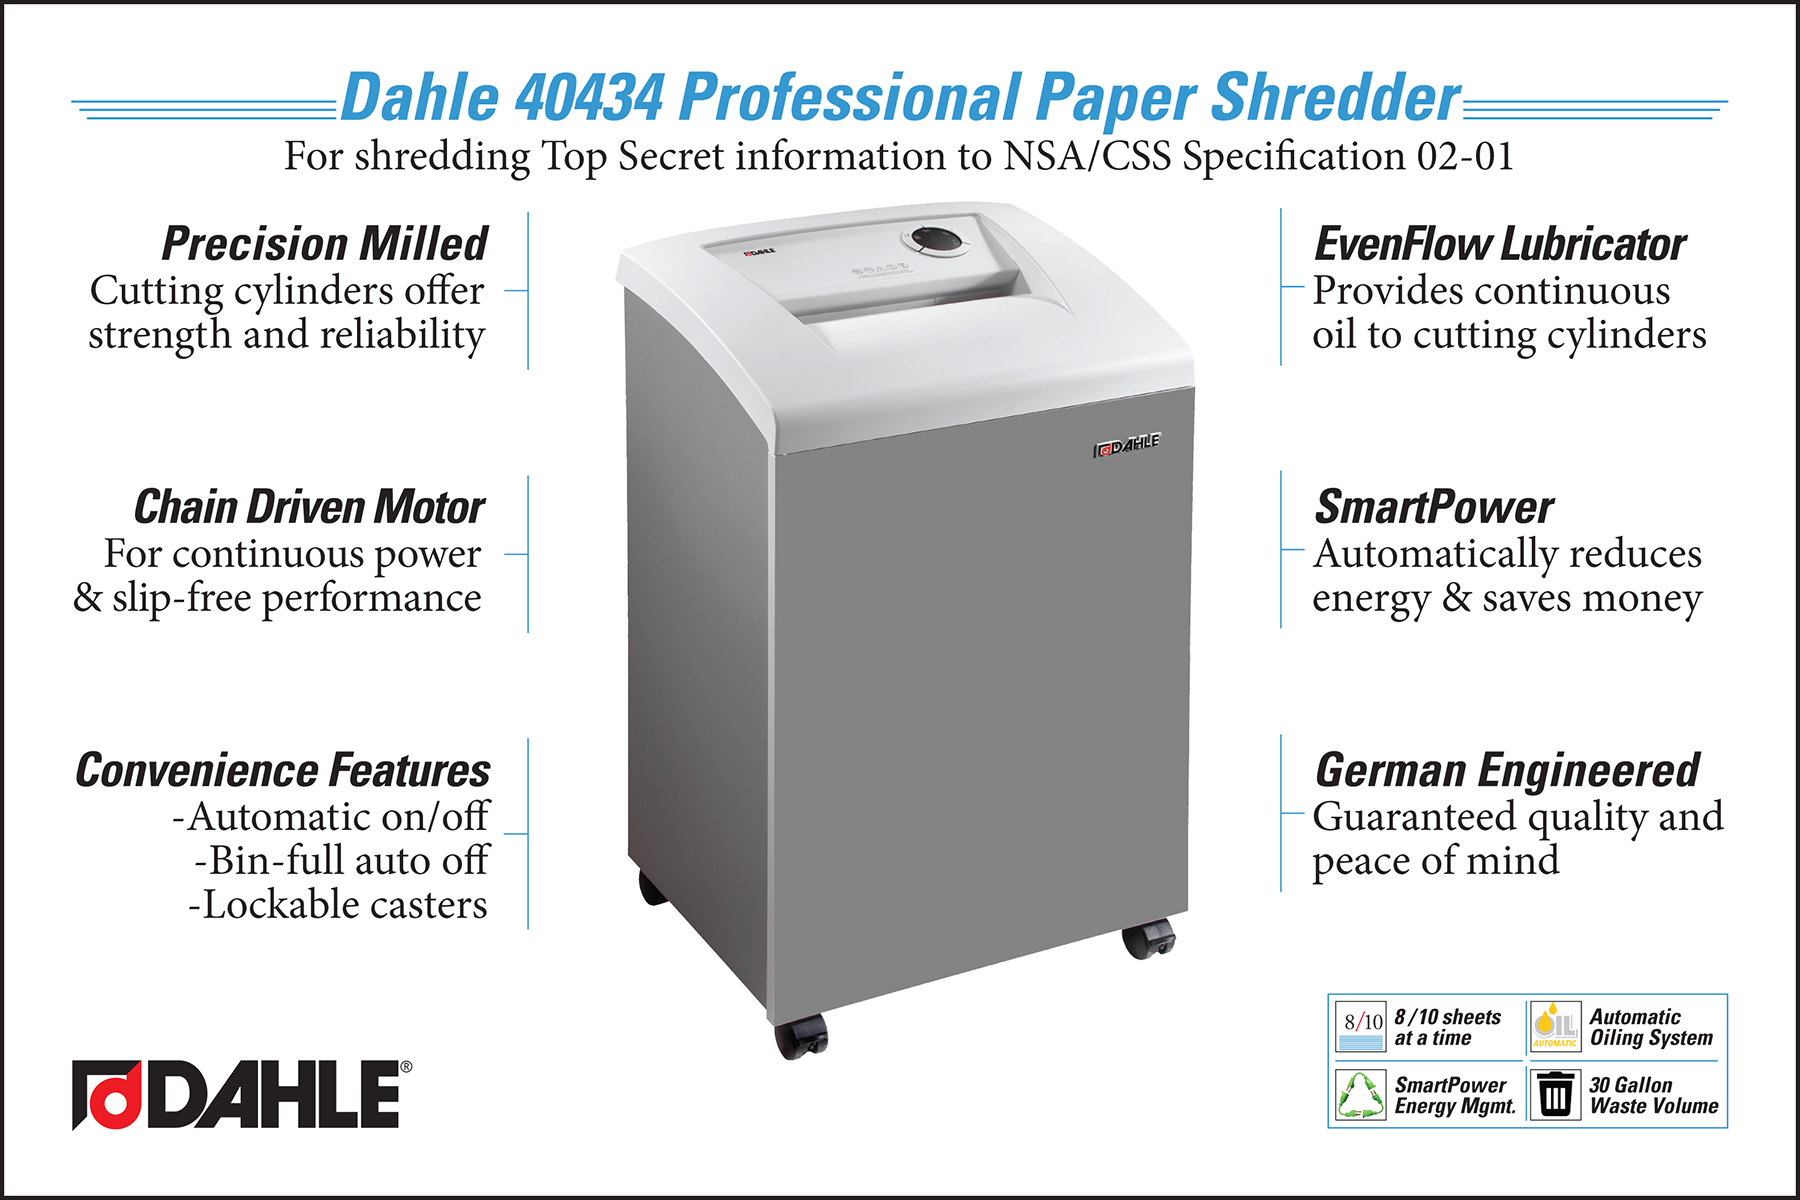 Dahle 40434 Professional Paper Shredder
For shredding Top Secret information to NSA/CSS Specification 02-01
Precision Milled
Cutting cylinders offer
strength and reliability
Chain Driven Motor
For continuous power
& slip-free performance
Convenience Features
-Automatic on/off
-Bin-full auto off
-Lockable casters
DAHLE
DAHLE
EvenFlow Lubricator
Provides continuous
oil to cutting cylinders
SmartPower
Automatically reduces
energy & saves money
German Engineered
Guaranteed quality and
peace of mind
DAHLE®
8/10
8/10 sheets
at a time
OIL
AUTOMATIC
Automatic
Oiling System
SmartPower
Energy Mgmt.
30 Gallon
Waste Volume